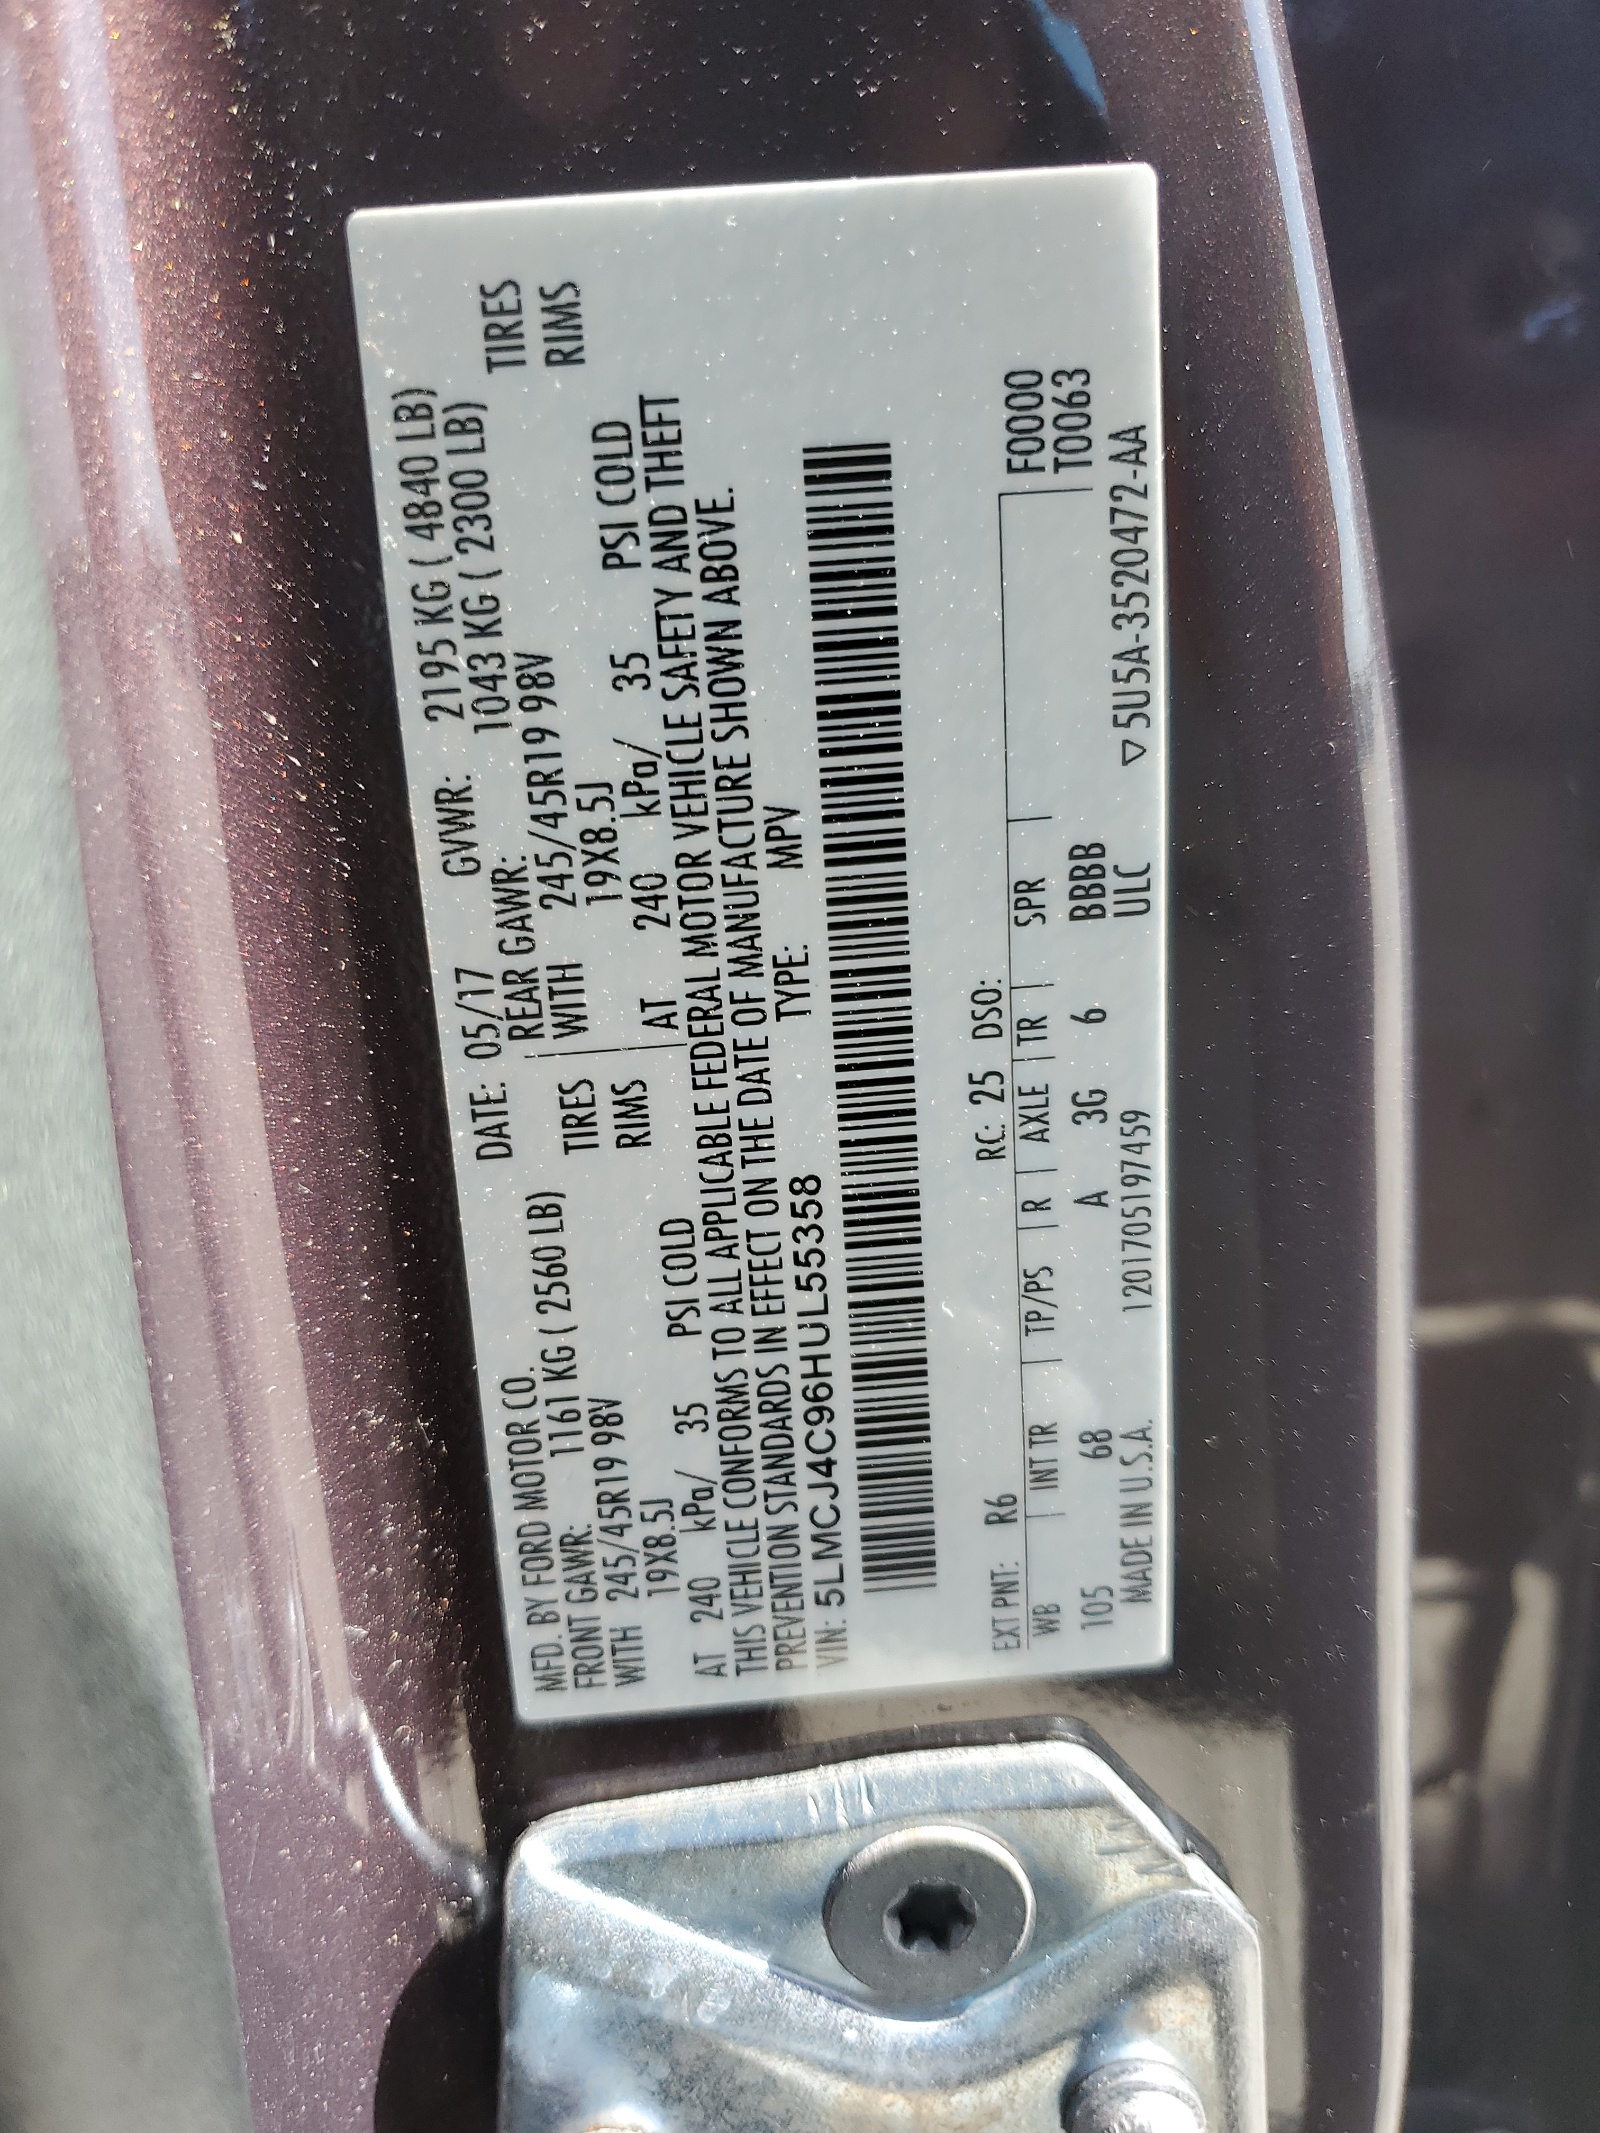 MFD. BY FORD MOTOR CO. DATE: 05/17 GVWR: 2195 KG ( 4840 LB)
FRONT GAWR: 1161 KG ( 2560 LB) REAR GAWR: 1043 KG ( 2300 LB)
WITH 245/45R19 98V TIRES WITH 245/45R19 98V TIRES
19X8.5J RIMS 19X8.5J RIMS
AT 240 kPa/ 35 PSI COLD AT 240 kPa/ 35 PSI COLD
THIS VEHICLE CONFORMS TO ALL APPLICABLE FEDERAL MOTOR VEHICLE SAFETY AND THEFT
PREVENTION STANDARDS IN EFFECT ON THE DATE OF MANUFACTURE SHOWN ABOVE.
VIN: 5LMCJ4C96HUL55358 TYPE: MPV
EXT PNT: R6 RC: 25 DSO: F0000
WB INT TR TP/PS R AXLE TR SPR T0063
105 68 A 3G 6 BBBB
MADE IN U.S.A. 1201705197459 ULC ▽5U5A-3520472-AA